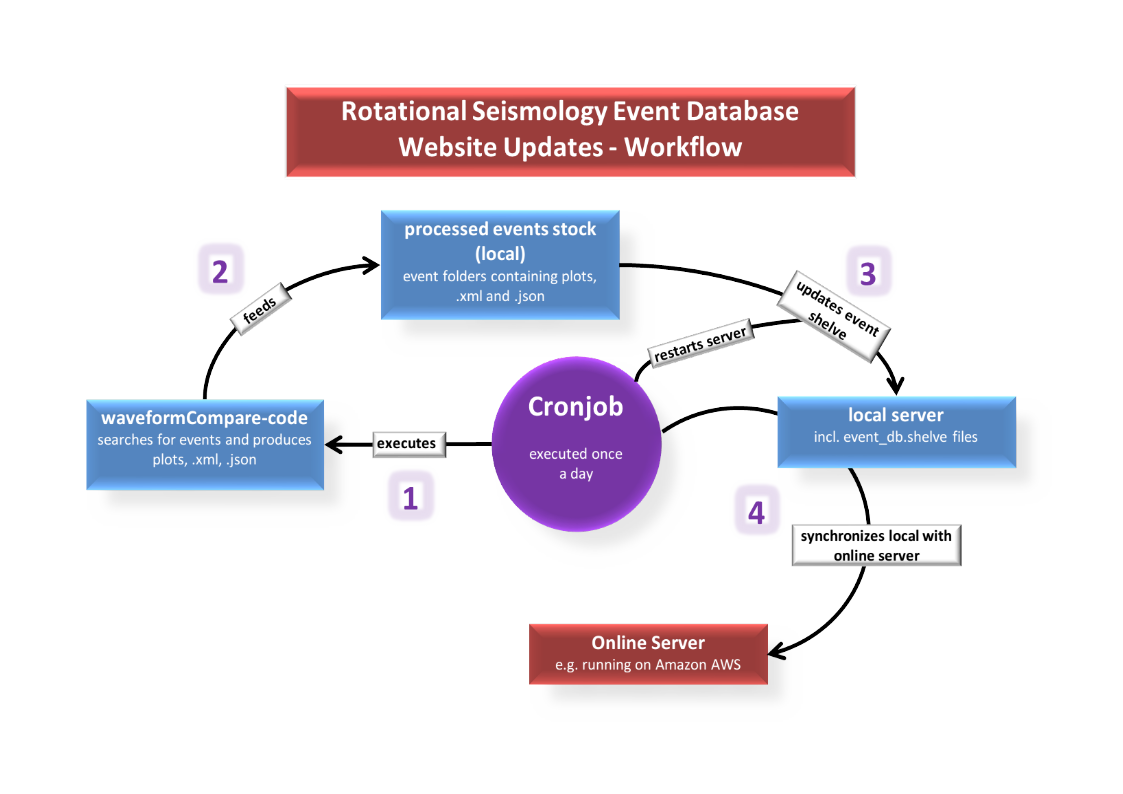 Rotational Seismology Event Database
Website Updates - Workflow
processed events stock
(local)
event folders containing plots,
.xml and .json
2
feeds
3
updates event
shelve
restarts server
waveformCompare-code
searches for events and produces
plots, .xml, .json
executes
1
Cronjob
executed once
a day
local server
incl. event_db.shelve files
4
synchronizes local with
online server
Online Server
e.g. running on Amazon AWS